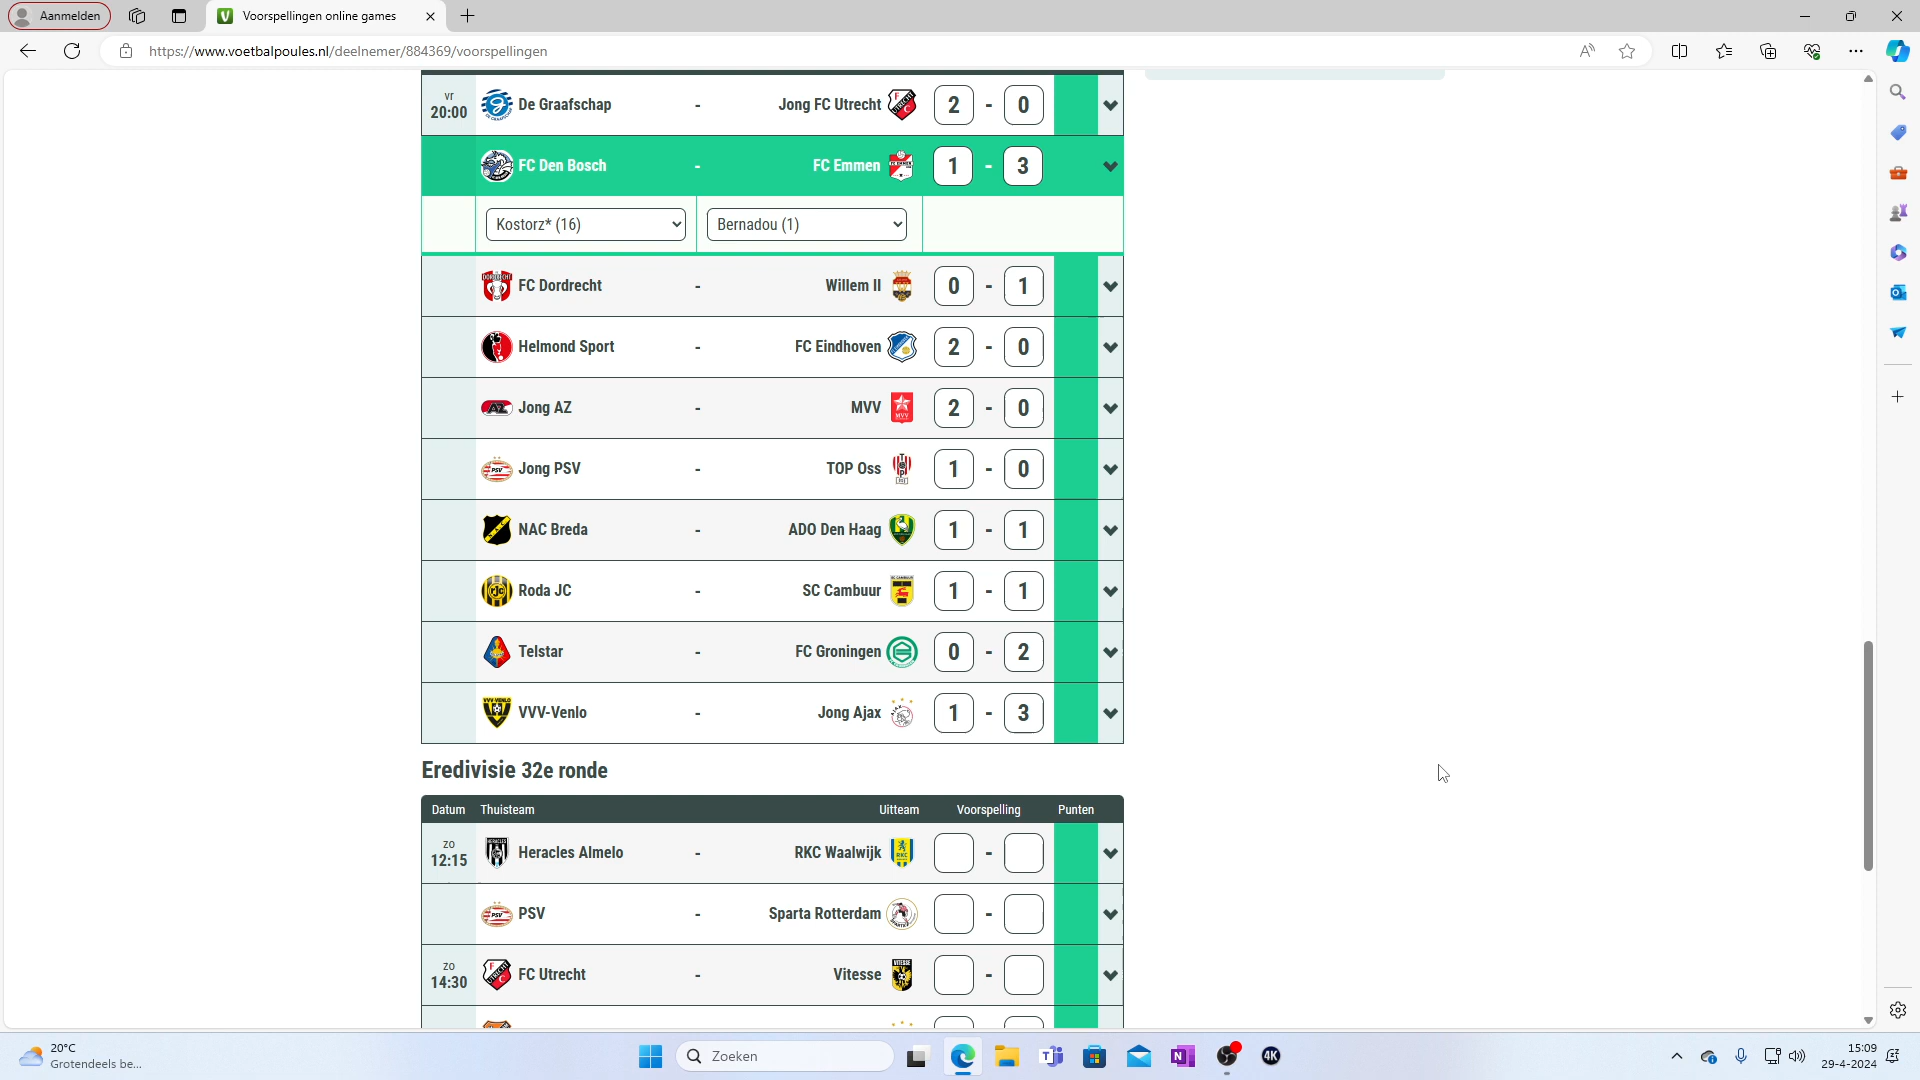 Aanmelden
Voorspellingen online games
https://www.voetbalpoules.nl/deelnemer/884369/voorspellingen
vr
20:00 De Graafschap - Jong FC Utrecht 2 - 0
FC Den Bosch - FC Emmen 1 - 3
Kostorz* (16) Bernadou (1)
FC Dordrecht - Willem II 0 - 1
Helmond Sport - FC Eindhoven 2 - 0
Jong AZ - MVV 2 - 0
Jong PSV - TOP Oss 1 - 0
NAC Breda - ADO Den Haag 1 - 1
Roda JC - SC Cambuur 1 - 1
Telstar - FC Groningen 0 - 2
VVV-Venlo - Jong Ajax 1 - 3
Eredivisie 32e ronde
Datum Thuisteam Uitteam Voorspelling Punten
zo
12:15 Heracles Almelo - RKC Waalwijk -
PSV - Sparta Rotterdam -
zo
14:30 FC Utrecht - Vitesse -
20°C
Grotendeels be...
Zoeken
4K
15:09
29-4-2024